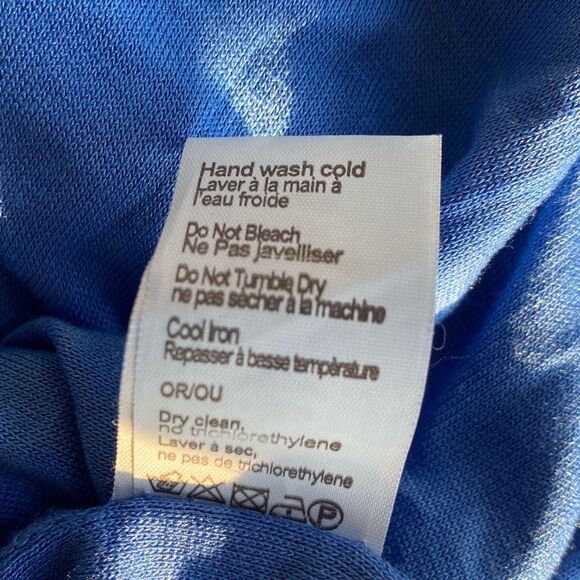 Hand wash cold
Laver à la main à
l'eau froide
Do Not Bleach
Ne Pas javelliser
Do Not Tumble Dry
ne pas sècher à la machine
Cool Iron
Repasser à basse tempèrature
OR/OU
Dry clean,
no trichlorethylene
Laver à sec,
ne pas de trichlorethylene
P